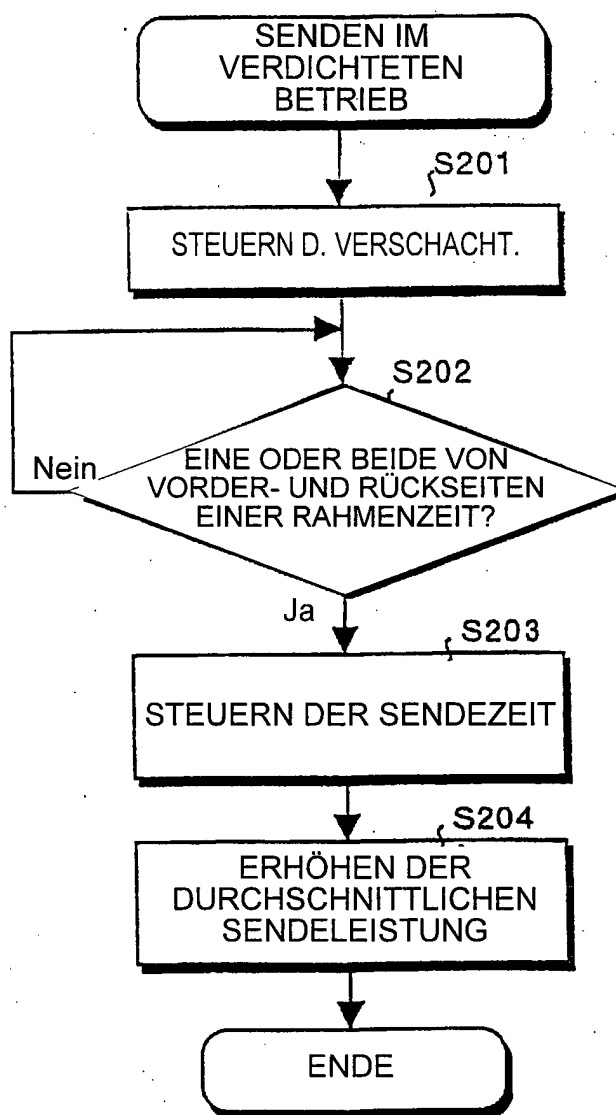 SENDEN IM
VERDICHTETEN
BETRIEB
S201
STEUERN D. VERSCHACHT.
S202
Nein
EINE ODER BEIDE VON
VORDER- UND RÜCKSEITEN
EINER RAHMENZEIT?
Ja
S203
STEUERN DER SENDEZEIT
S204
ERHÖHEN DER
DURCHSCHNITTLICHEN
SENDELEISTUNG
ENDE